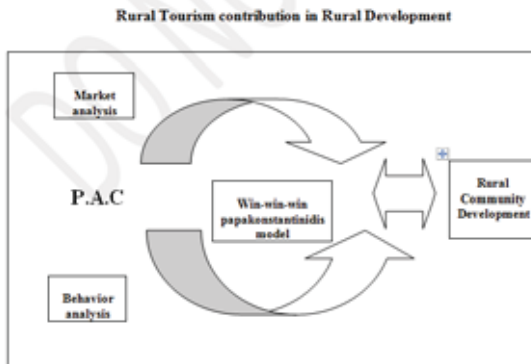 Rural Tourism contribution in Rural Development
Market
analysis
P.A.C
Win-win-win
papakonstantinidis
model
Rural
Community
Development
Behavior
analysis